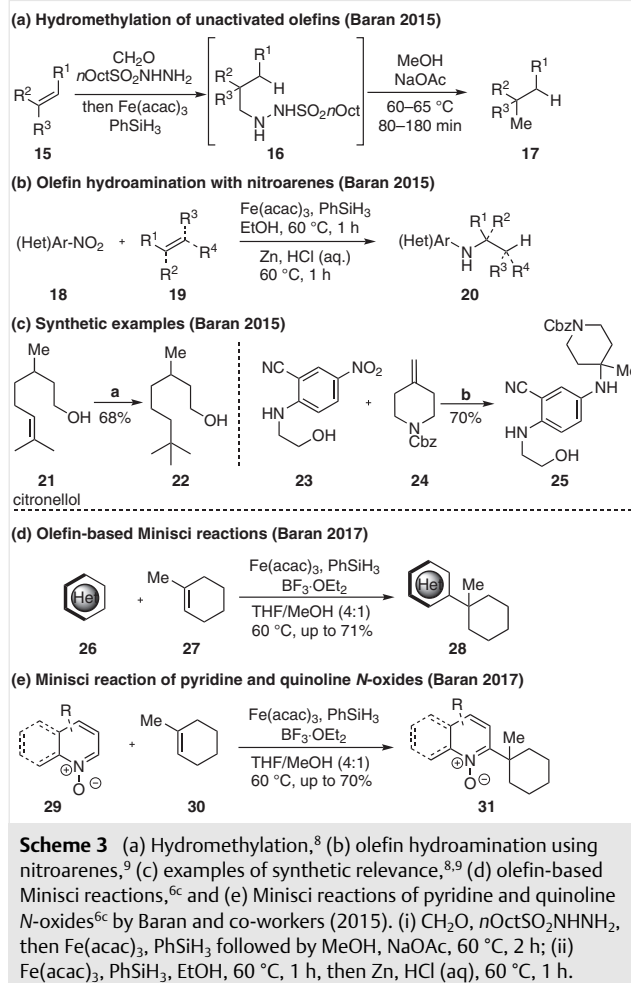 (a) Hydromethylation of unactivated olefins (Baran 2015)
R¹
R²
R³
15
CH₂O
nOctSO₂NHNH₂
then Fe(acac)₃
PhSiH₃
R¹
R²
R³
H
NHSO₂nOct
N
H
16
MeOH
NaOAc
60–65 °C
80–180 min
R¹
R²
R³
H
Me
17
(b) Olefin hydroamination with nitroarenes (Baran 2015)
(Het)Ar-NO₂
18
+
R³
R¹
R⁴
R²
19
Fe(acac)₃, PhSiH₃
EtOH, 60 °C, 1 h
Zn, HCl (aq.)
60 °C, 1 h
R¹ R²
(Het)Ar
N
H
H
R³ R⁴
20
(c) Synthetic examples (Baran 2015)
Me
OH
21
citronellol
a
68%
Me
OH
22
NC
NO₂
HN
OH
23
+
N
Cbz
24
b
70%
CbzN
Me
NC
NH
HN
OH
25
(d) Olefin-based Minisci reactions (Baran 2017)
Het
26
+
Me
27
Fe(acac)₃, PhSiH₃
BF₃·OEt₂
THF/MeOH (4:1)
60 °C, up to 71%
Het
Me
28
(e) Minisci reaction of pyridine and quinoline N-oxides (Baran 2017)
R
⊕N
O⊖
29
+
Me
30
Fe(acac)₃, PhSiH₃
BF₃·OEt₂
THF/MeOH (4:1)
60 °C, up to 70%
R
Me
⊕N
O⊖
31
Scheme 3 (a) Hydromethylation,⁸ (b) olefin hydroamination using
nitroarenes,⁹ (c) examples of synthetic relevance,⁸,⁹ (d) olefin-based
Minisci reactions,⁶ᶜ and (e) Minisci reactions of pyridine and quinoline
N-oxides⁶ᶜ by Baran and co-workers (2015). (i) CH₂O, nOctSO₂NHNH₂,
then Fe(acac)₃, PhSiH₃ followed by MeOH, NaOAc, 60 °C, 2 h; (ii)
Fe(acac)₃, PhSiH₃, EtOH, 60 °C, 1 h, then Zn, HCl (aq), 60 °C, 1 h.